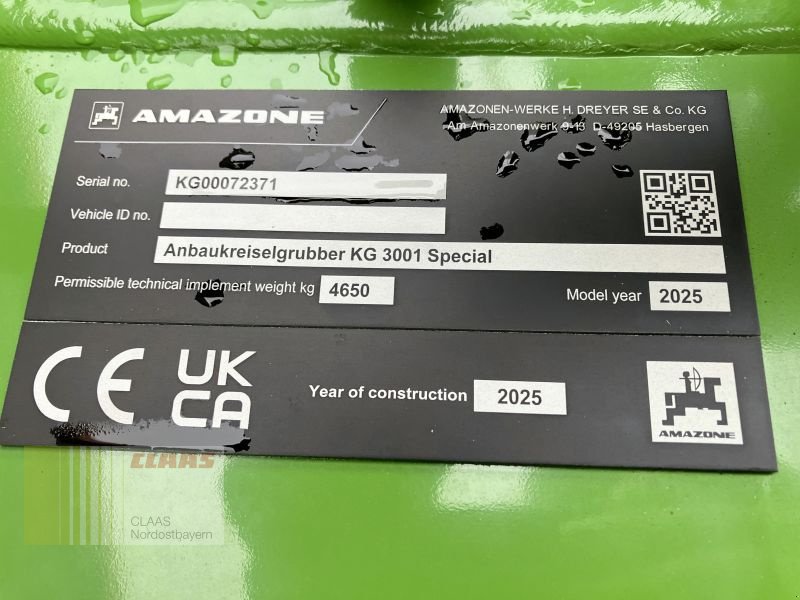 AMAZONE
AMAZONEN-WERKE H. DREYER SE & Co. KG
Am Amazonenwerk 9-13 D-49205 Hasbergen
Serial no. KG00072371
Vehicle ID no.
Product Anbaukreiselgrubber KG 3001 Special
Permissible technical implement weight kg 4650
Model year 2025
CE
UK
CA
Year of construction 2025
AMAZONE
CLAAS
CLAAS
Nordostbayern